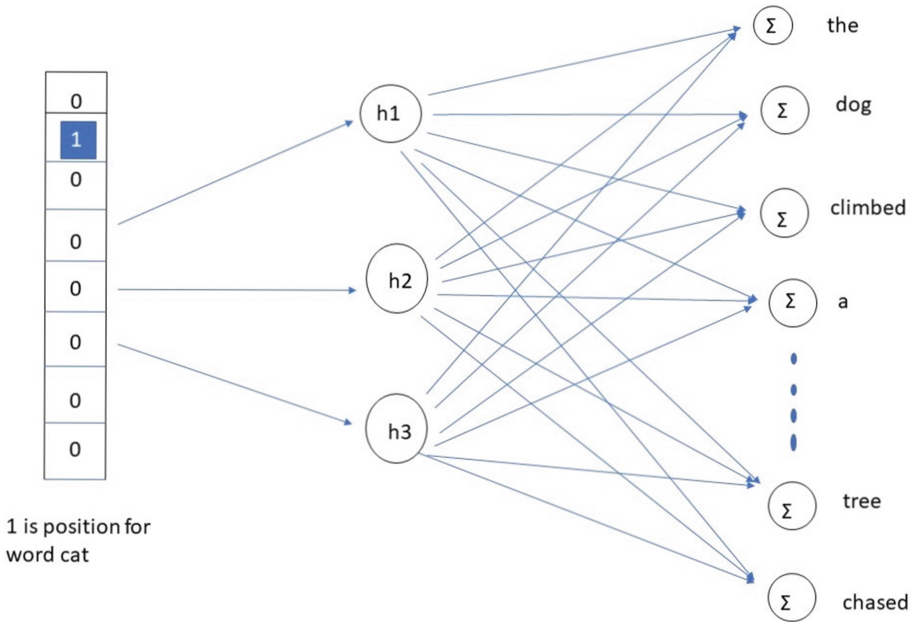 0
1
0
0
0
0
0
0
1 is position for
word cat
h1
h2
h3
Σ the
Σ dog
Σ climbed
Σ a
Σ tree
Σ chased